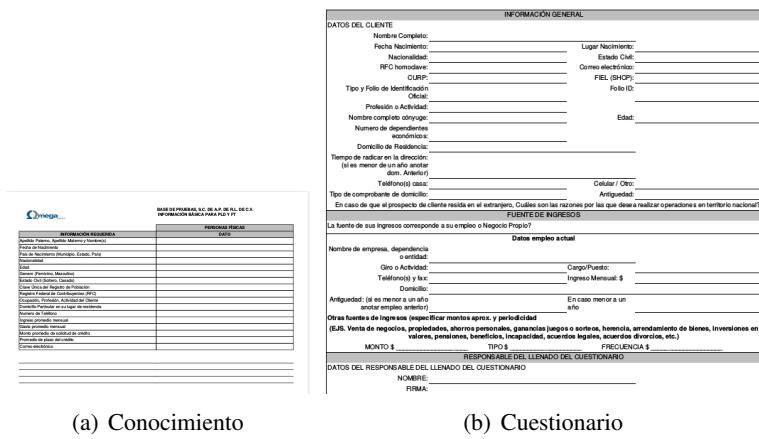 Omega
BASE DE PRUEBAS, S.C. DE A.P. DE R.L. DE C.V.
INFORMACIÓN BÁSICA PARA PLD Y FT
PERSONAS FÍSICAS
INFORMACIÓN REQUERIDA DATO
Apellido Paterno, Apellido Materno y Nombre(s)
Fecha de Nacimiento
País de Nacimiento (Municipio, Estado, País)
Nacionalidad
Edad
Genero (Femenino, Masculino)
Estado Civil (Soltero, Casado)
Clave Única del Registro de Población
Registro Federal de Contribuyentes (RFC)
Ocupación, Profesión, Actividad del Cliente
Domicilio Particular en su lugar de residencia
Numero de Teléfono
Ingreso promedio mensual
Gasto promedio mensual
Monto promedio de solicitud de crédito
Promedio de plazo del crédito
Correo electrónico
(a) Conocimiento
INFORMACIÓN GENERAL
DATOS DEL CLIENTE
Nombre Completo:
Fecha Nacimiento: Lugar Nacimiento:
Nacionalidad: Estado Civil:
RFC homoclave: Correo electrónico:
CURP: FIEL (SHCP):
Tipo y Folio de Identificación Folio ID:
Oficial:
Profesión o Actividad:
Nombre completo cónyuge: Edad:
Numero de dependientes
económicos:
Domicilio de Residencia:
Tiempo de radicar en la dirección:
(si es menor de un año anotar
dom. Anterior)
Teléfono(s) casa: Celular / Otro:
Tipo de comprobante de domicilio: Antiguedad:
En caso de que el prospecto de cliente resida en el extranjero, Cuáles son las razones por las que desea realizar operaciones en territorio nacional?
FUENTE DE INGRESOS
La fuente de sus ingresos corresponde a su empleo o Negocio Propio?
Datos empleo actual
Nombre de empresa, dependencia
o entidad:
Giro o Actividad: Cargo/Puesto:
Teléfono(s) y fax: Ingreso Mensual: $
Domicilio:
Antiguedad: (si es menor a un año En caso menor a un
anotar empleo anterior) año
Otras fuentes de ingresos (especificar montos aprox. y periodicidad
(EJS. Venta de negocios, propiedades, ahorros personales, ganancias juegos o sorteos, herencia, arrendamiento de bienes, inversiones en
valores, pensiones, beneficios, incapacidad, acuerdos legales, acuerdos divorcios, etc.)
MONTO $ TIPO $ FRECUENCIA $
RESPONSABLE DEL LLENADO DEL CUESTIONARIO
DATOS DEL RESPONSABLE DEL LLENADO DEL CUESTIONARIO
NOMBRE:
FIRMA:
(b) Cuestionario